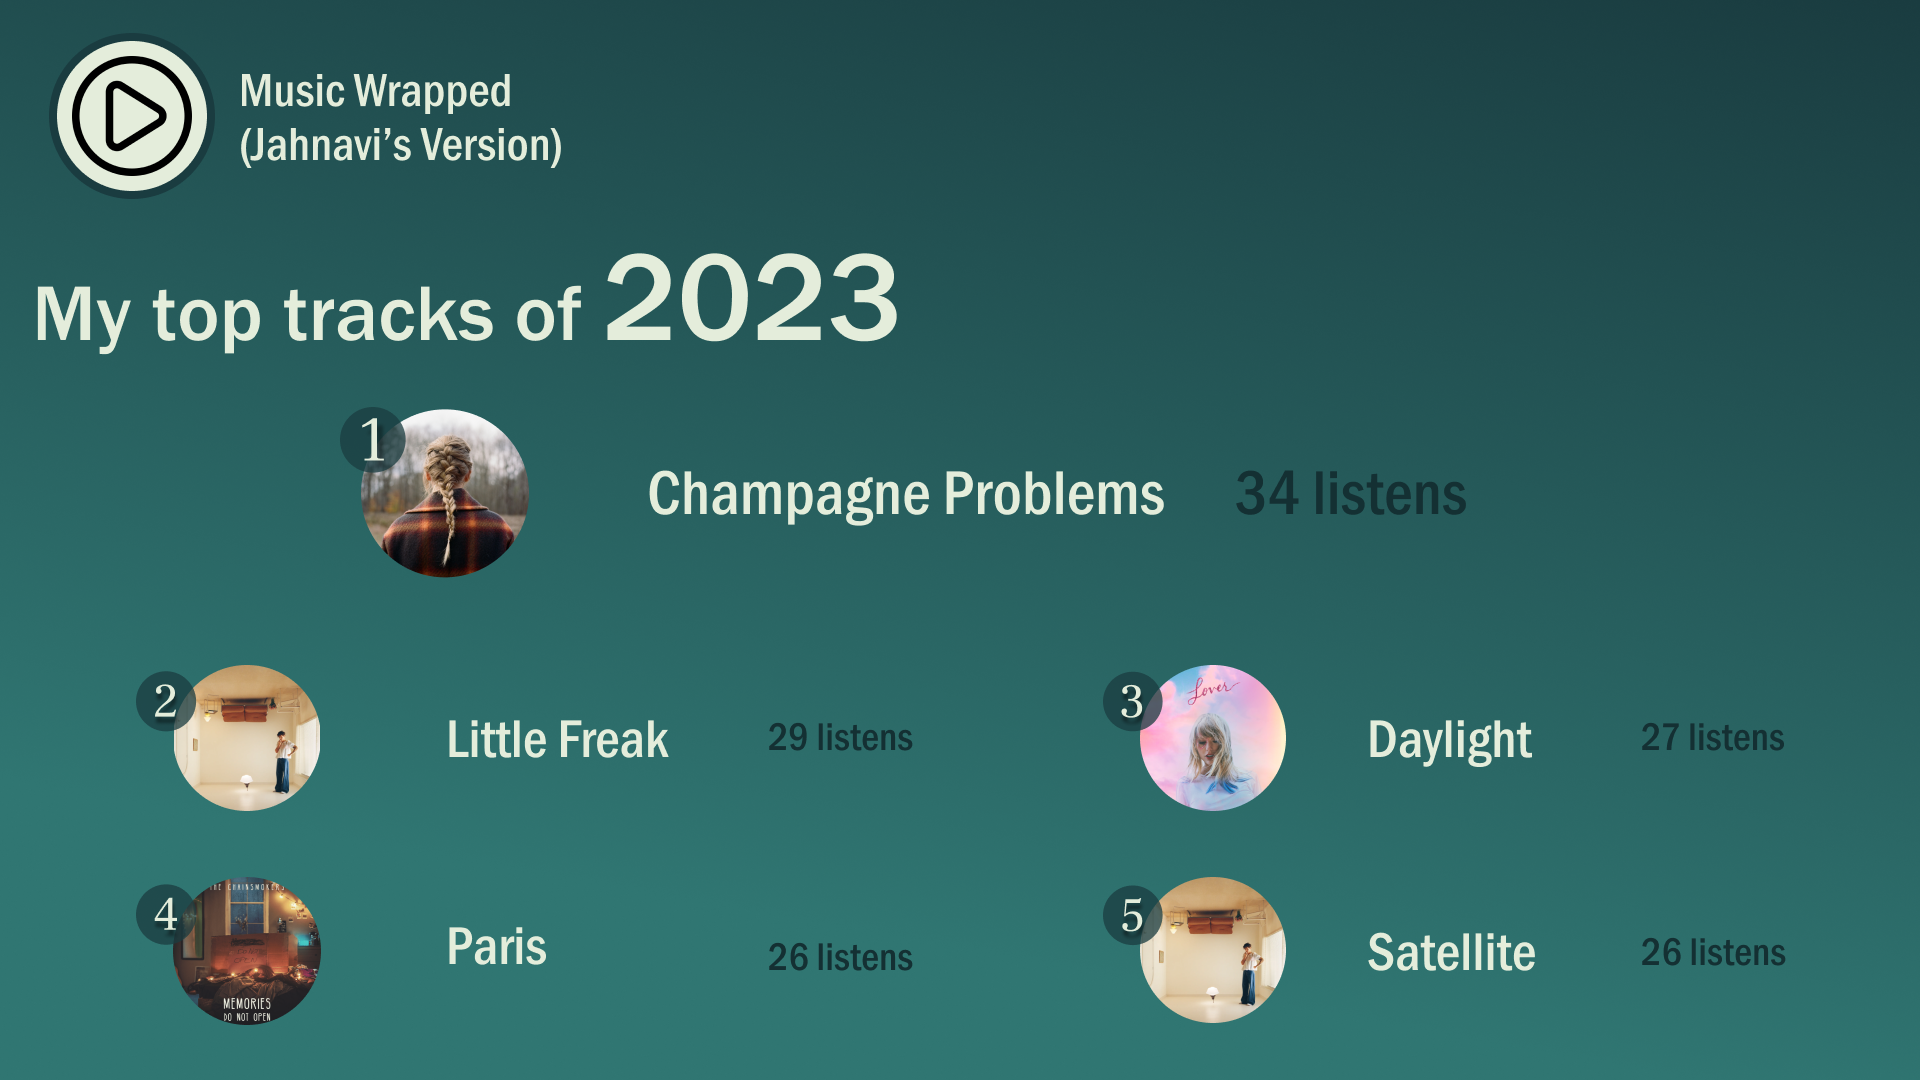 Music Wrapped
(Jahnavi’s Version)
My top tracks of 2023
1
Champagne Problems 34 listens
2
Little Freak 29 listens
3
Lover
Daylight 27 listens
4
THE CHAINSMOKERS
MEMORIES
DO NOT OPEN
Paris 26 listens
5
Satellite 26 listens